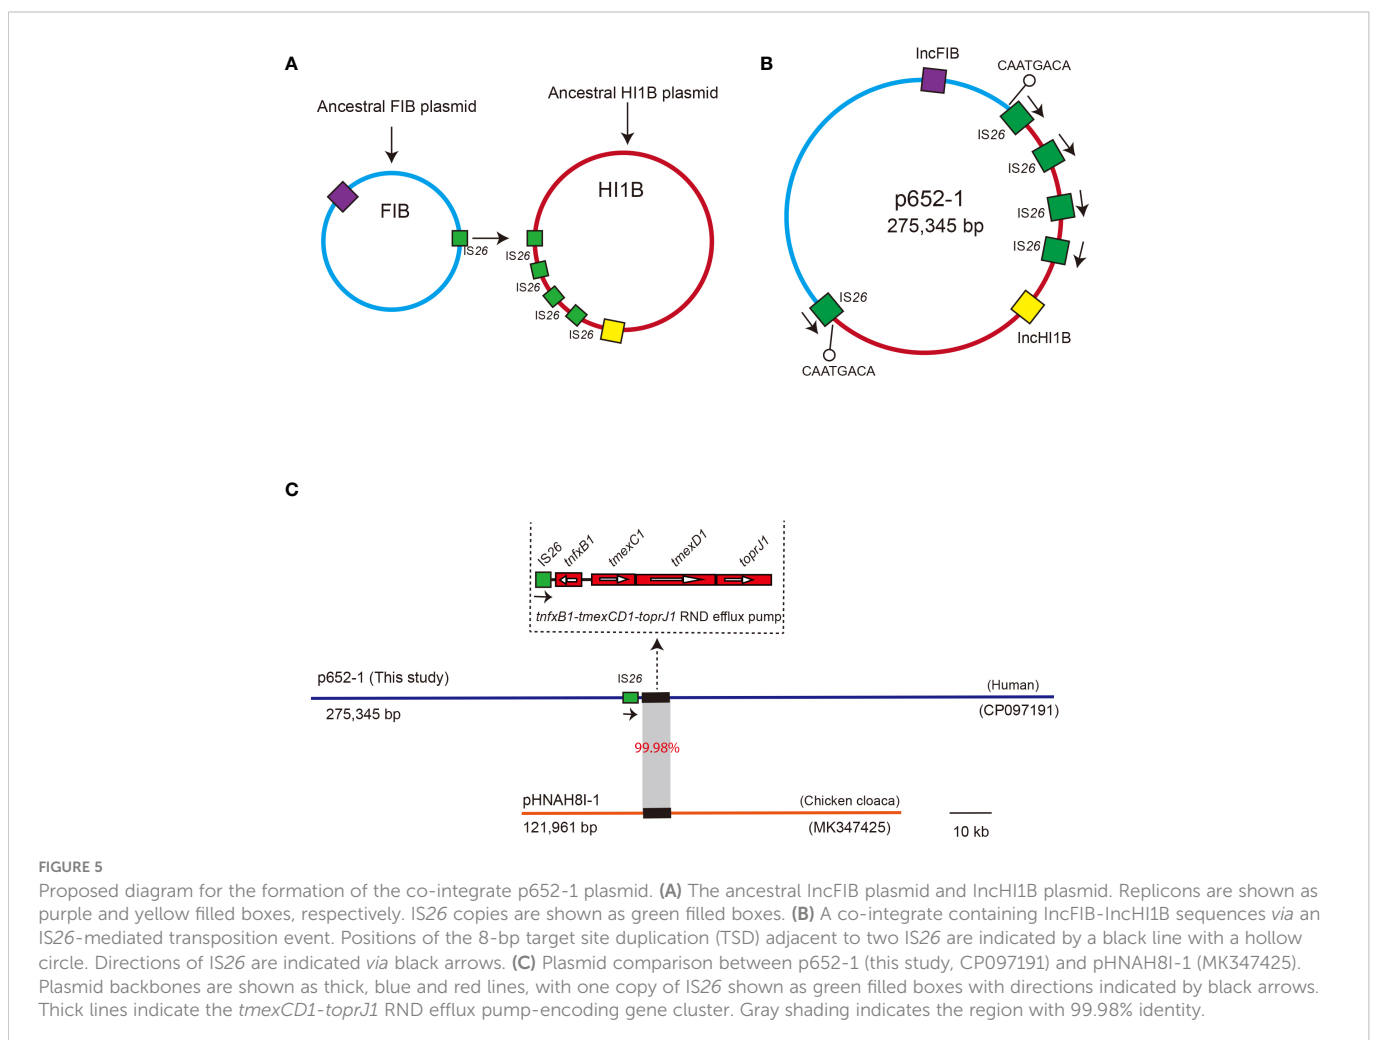 A
Ancestral FIB plasmid
Ancestral HI1B plasmid
FIB
HI1B
IS26
IS26
IS26
IS26
IS26
B
IncFIB
CAATGACA
IS26
IS26
IS26
IS26
p652-1
275,345 bp
IS26
IncHI1B
CAATGACA
C
IS26 tnfxB1 tmexC1 tmexD1 toprJ1
tnfxB1-tmexCD1-toprJ1 RND efflux pump
p652-1 (This study)
IS26
(Human)
275,345 bp
(CP097191)
99.98%
pHNAH8I-1
(Chicken cloaca)
121,961 bp
(MK347425)
10 kb
FIGURE 5
Proposed diagram for the formation of the co-integrate p652-1 plasmid. (A) The ancestral IncFIB plasmid and IncHI1B plasmid. Replicons are shown as
purple and yellow filled boxes, respectively. IS26 copies are shown as green filled boxes. (B) A co-integrate containing IncFIB-IncHI1B sequences via an
IS26-mediated transposition event. Positions of the 8-bp target site duplication (TSD) adjacent to two IS26 are indicated by a black line with a hollow
circle. Directions of IS26 are indicated via black arrows. (C) Plasmid comparison between p652-1 (this study, CP097191) and pHNAH8I-1 (MK347425).
Plasmid backbones are shown as thick, blue and red lines, with one copy of IS26 shown as green filled boxes with directions indicated by black arrows.
Thick lines indicate the tmexCD1-toprJ1 RND efflux pump-encoding gene cluster. Gray shading indicates the region with 99.98% identity.